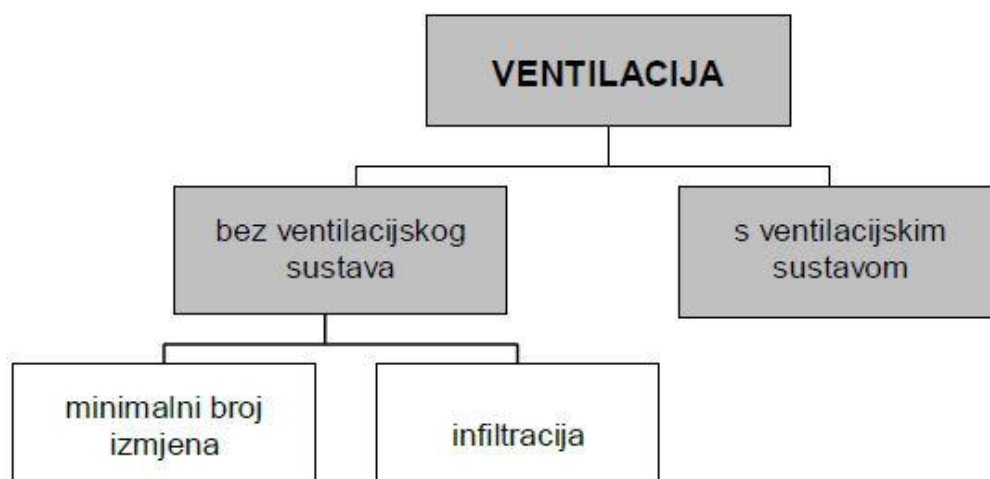 VENTILACIJA
bez ventilacijskog
sustava
s ventilacijskim
sustavom
minimalni broj
izmjena
infiltracija